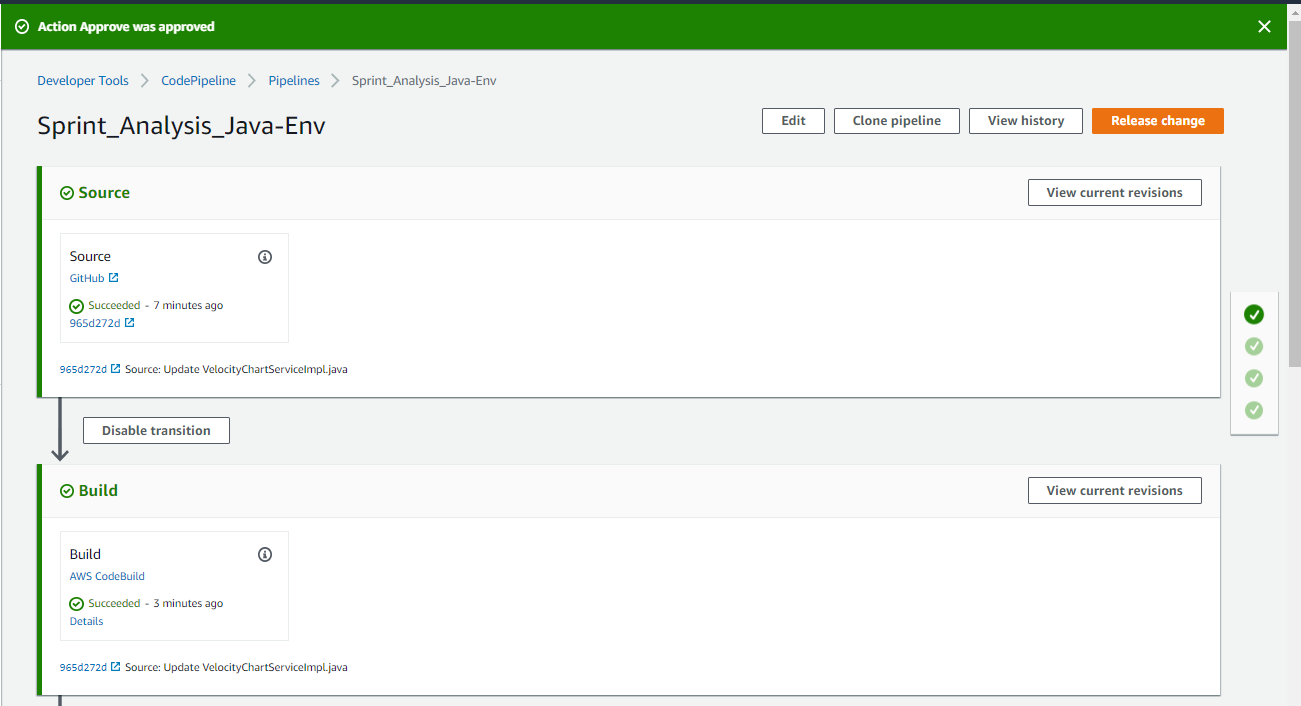 Action Approve was approved
Developer Tools
CodePipeline
Pipelines
Sprint_Analysis_Java-Env
Sprint_Analysis_Java-Env
Edit
Clone pipeline
View history
Release change
Source
View current revisions
Source
GitHub
Succeeded - 7 minutes ago
965d272d
965d272d Source: Update VelocityChartServiceImpl.java
Disable transition
Build
View current revisions
Build
AWS CodeBuild
Succeeded - 3 minutes ago
Details
965d272d Source: Update VelocityChartServiceImpl.java